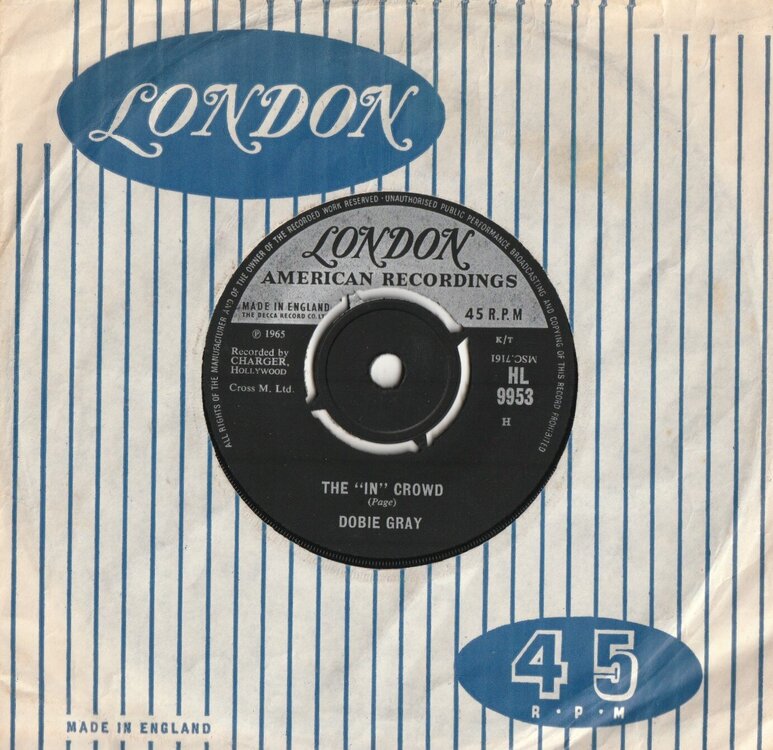 LONDON
ALL RIGHTS OF THE MANUFACTURER AND OF THE OWNER OF THE RECORDED WORK RESERVED · UNAUTHORISED PUBLIC PERFORMANCE BROADCASTING AND COPYING OF THIS RECORD PROHIBITED
LONDON
AMERICAN RECORDINGS
MADE IN ENGLAND
THE DECCA RECORD CO. LTD.
45 R.P.M
℗ 1965
K/T
Recorded by
CHARGER,
HOLLYWOOD
MSC.7161
HL
9953
Cross M. Ltd.
H
THE "IN" CROWD
(Page)
DOBIE GRAY
45
R·P·M
MADE IN ENGLAND